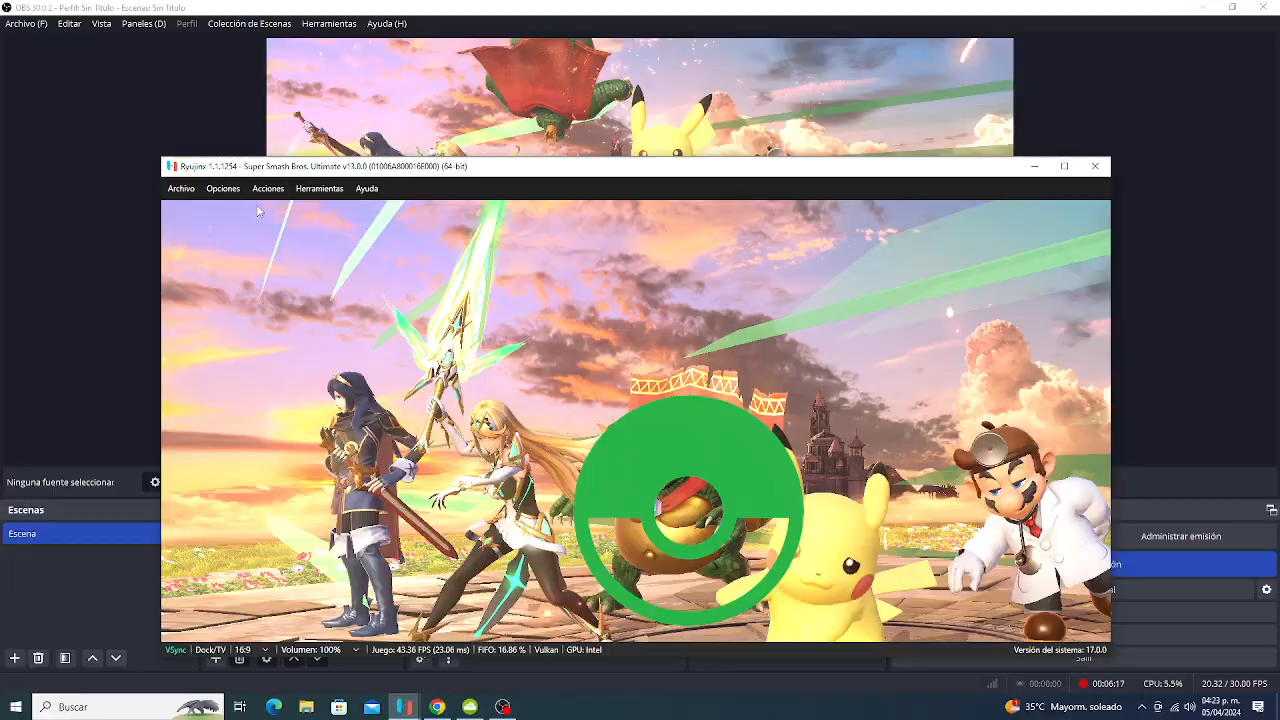 OBS 30.0.2 - Perfil: Sin Título - Escenas: Sin Título
Archivo (F) Editar Vista Paneles (D) Perfil Colección de Escenas Herramientas Ayuda (H)
Ryujinx 1.1.1254 - Super Smash Bros. Ultimate v13.0.0 (01006A800016E000) (64-bit)
Archivo Opciones Acciones Herramientas Ayuda
Ninguna fuente seleccionar
Escenas
Escena
Administrar emisión
VSync Dock/TV 16:9 Volumen: 100% Juego: 43.36 FPS (23.06 ms) FIFO: 16.86 % Vulkan GPU: Intel Versión del sistema: 17.0.0
00:00:00 00:06:17 CPU: 5.5% 20.32 / 30.00 FPS
Buscar
35°C Mayorm. soleado
04:23 p. m.
05/04/2024